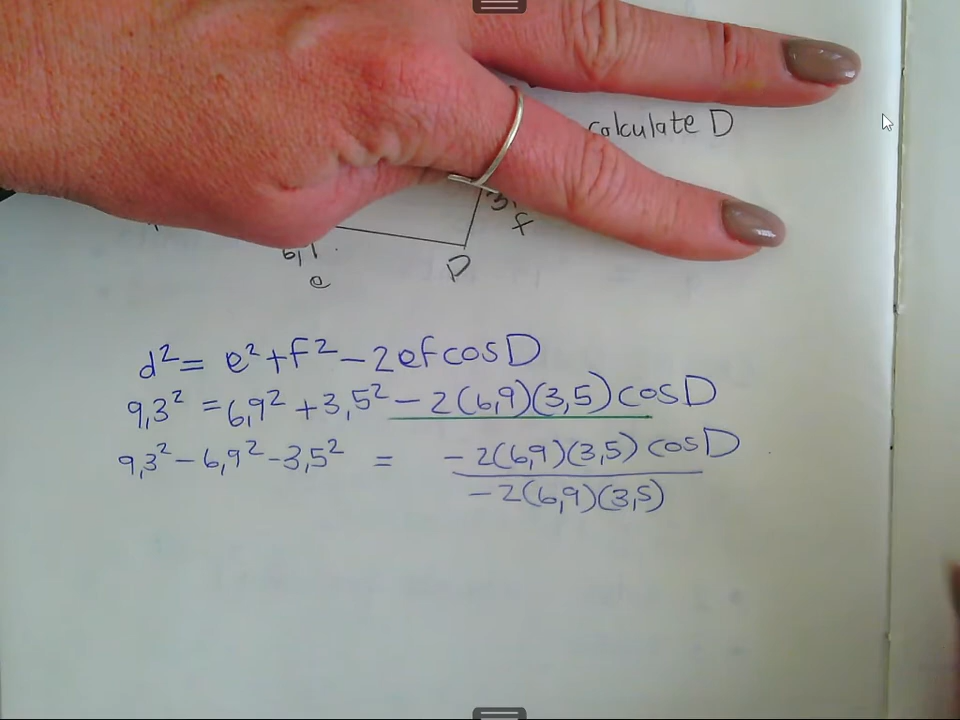 calculate D
3,
f
6,1
e
D
d² = e² + f² − 2ef cos D
9,3² = 6,9² + 3,5² − 2(6,9)(3,5) cos D
9,3² − 6,9² − 3,5² = − 2(6,9)(3,5) cos D
− 2(6,9)(3,5)